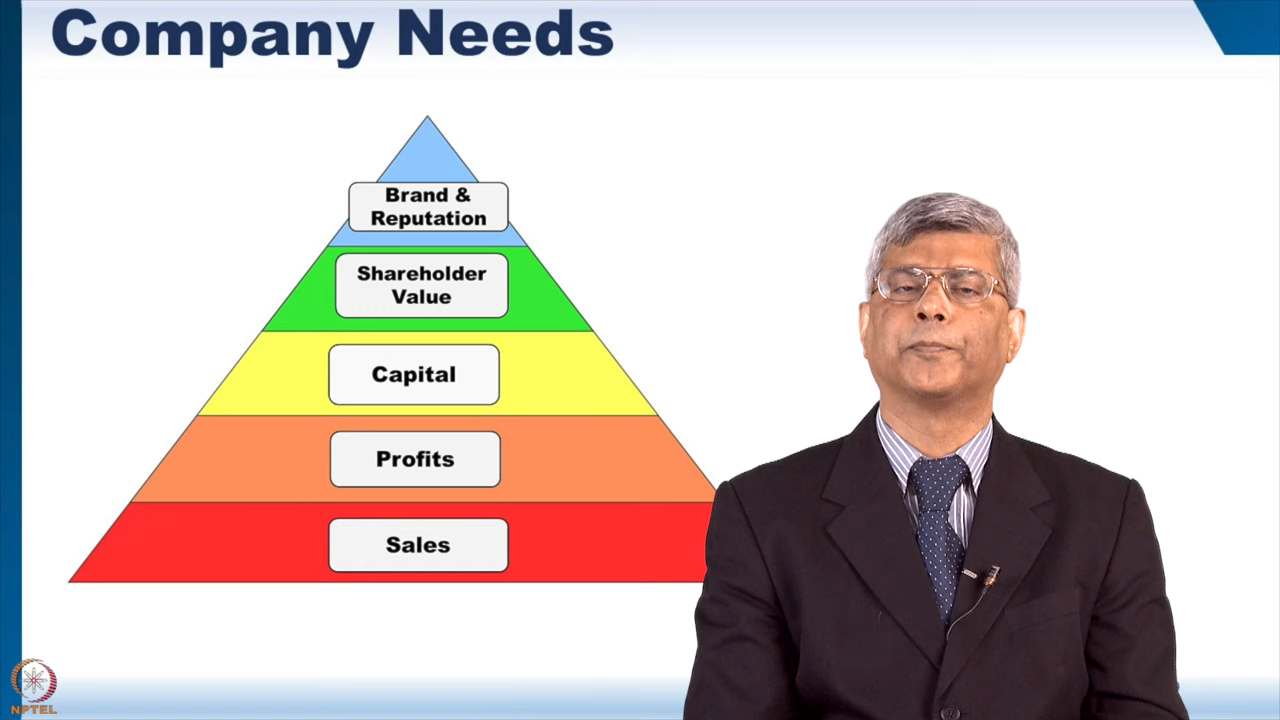 Company Needs
Brand &
Reputation
Shareholder
Value
Capital
Profits
Sales
NPTEL